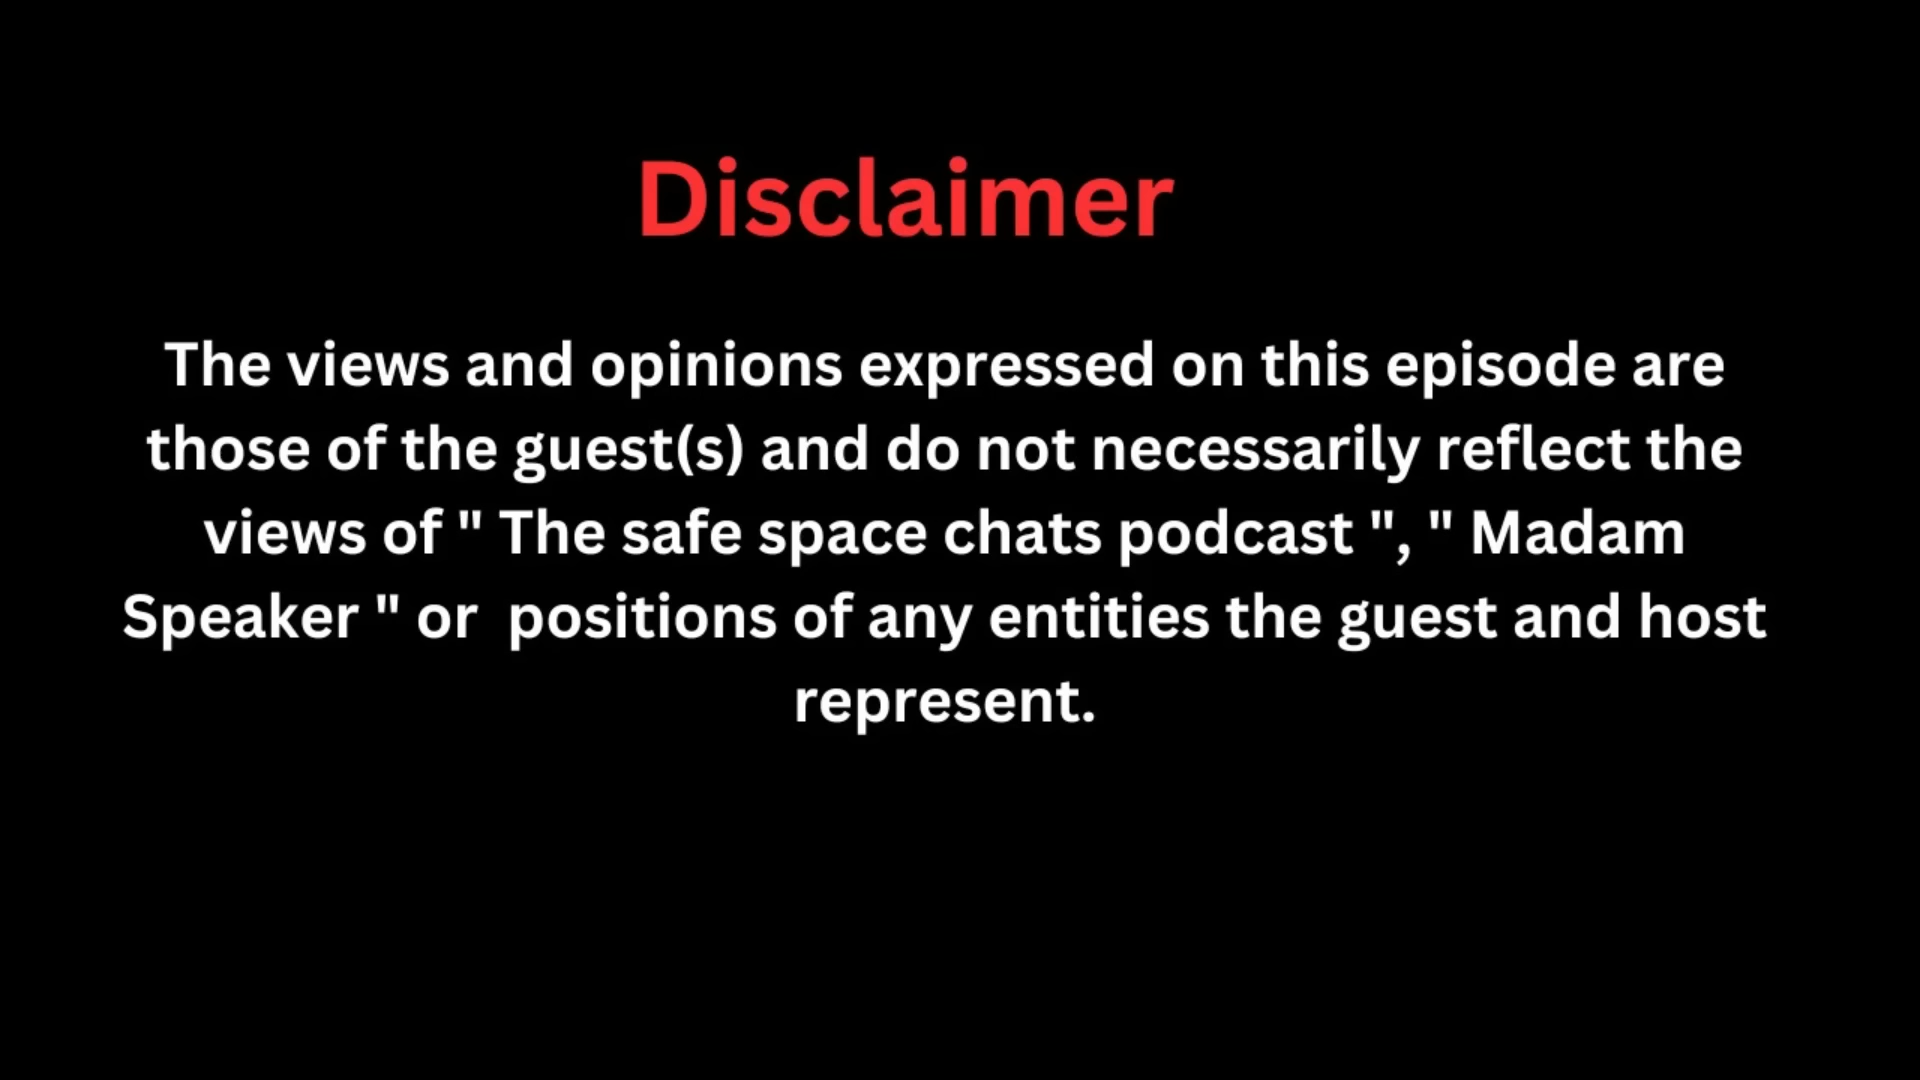 Disclaimer
The views and opinions expressed on this episode are
those of the guest(s) and do not necessarily reflect the
views of " The safe space chats podcast ", " Madam
Speaker " or  positions of any entities the guest and host
represent.